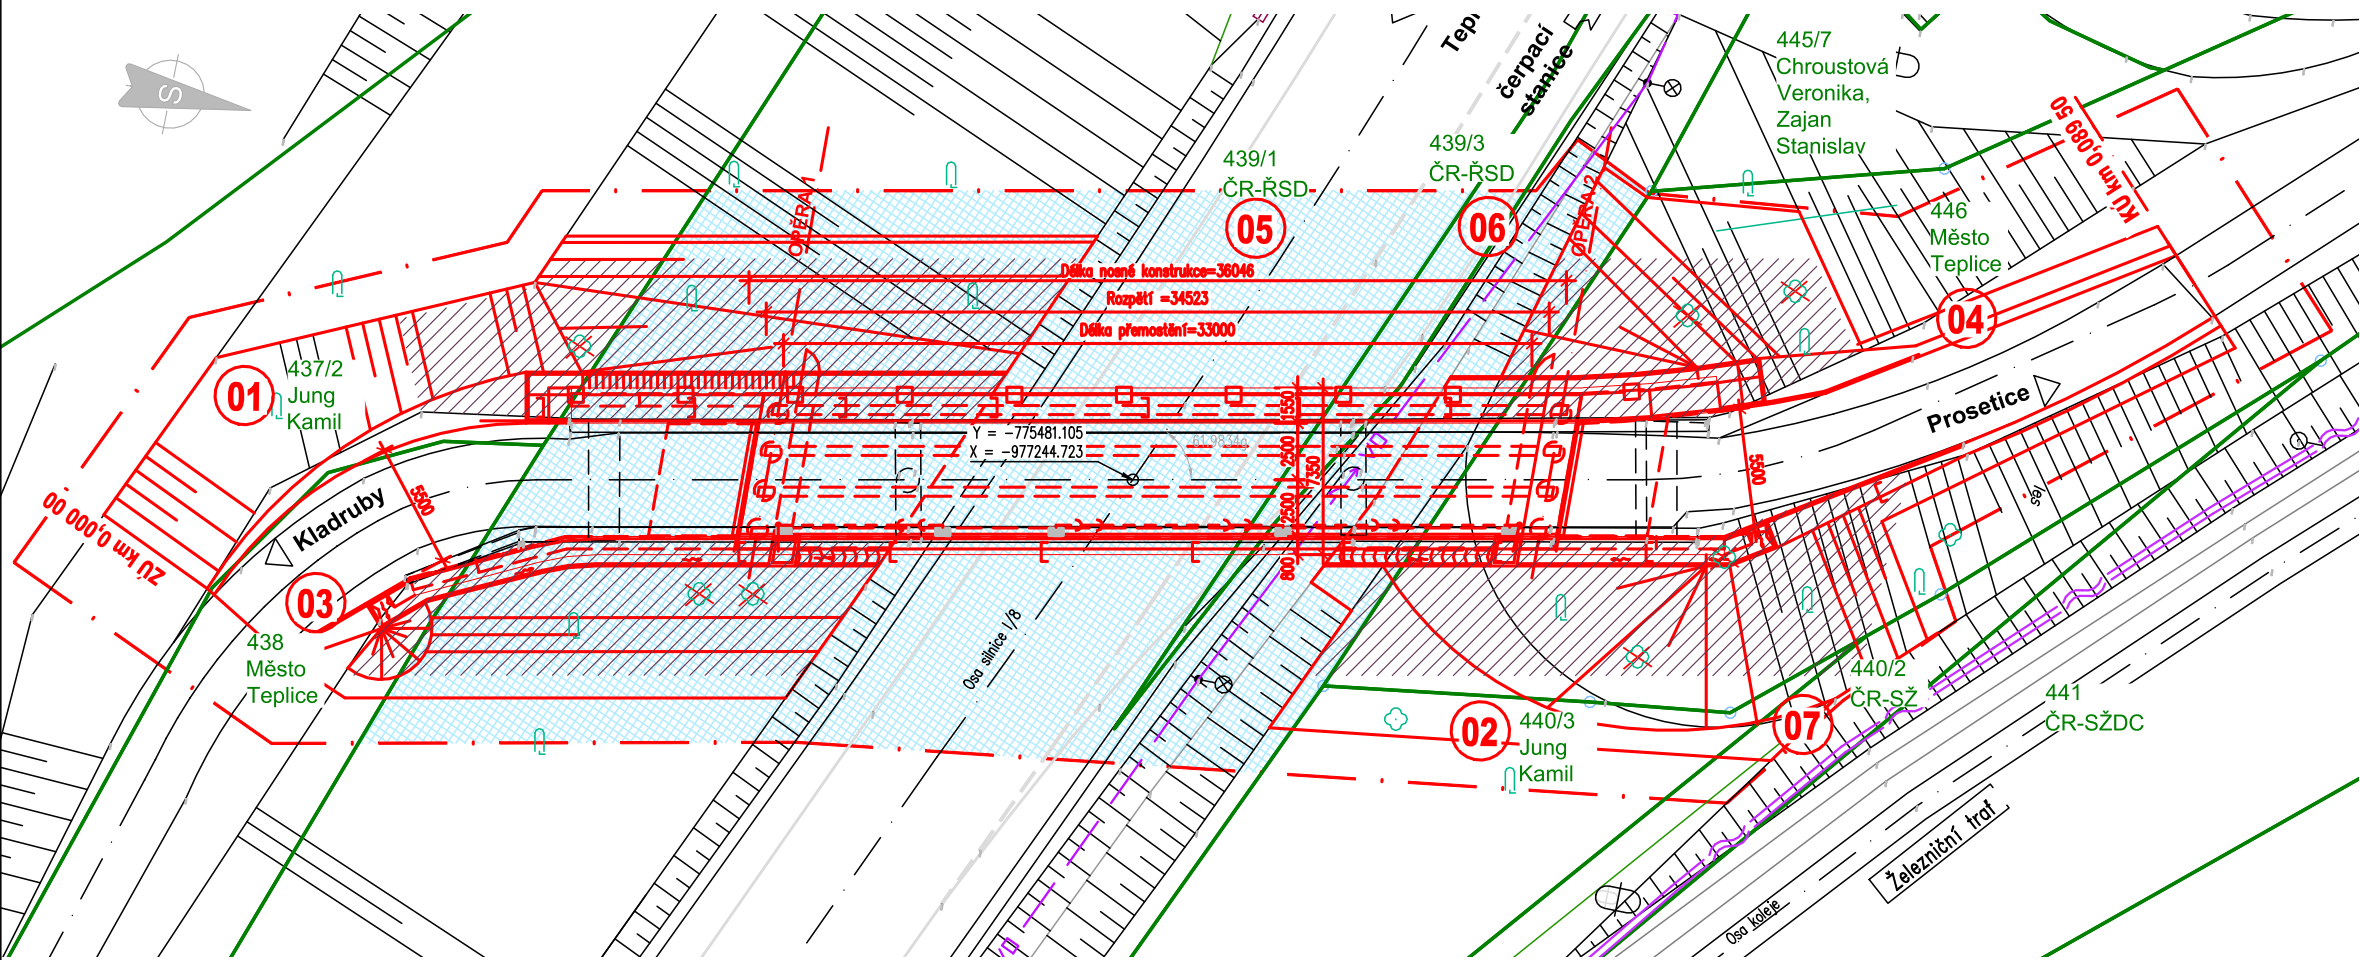 S
Tepl
čerpací
stanice
445/7
Chroustová
Veronika,
Zajan
Stanislav
KÚ km 0,089 50
439/1
ČR-ŘSD
439/3
ČR-ŘSD
OPĚRA 1
OPĚRA 2
05
06
446
Město
Teplice
Délka nosné konstrukce=36046
Rozpětí =34523
Délka přemostění=33000
04
437/2
Jung
Kamil
01
Prosetice
Y = -775481.105
X = -977244.723
61.9834g
1550
2500
7350
2500
800
5500
5500
Kladruby
ZÚ km 0,000 00
les
03
438
Město
Teplice
Osa silnice I/8
440/2
ČR-SŽ
441
ČR-SŽDC
02
440/3
Jung
Kamil
07
Železniční trať
Osa koleje